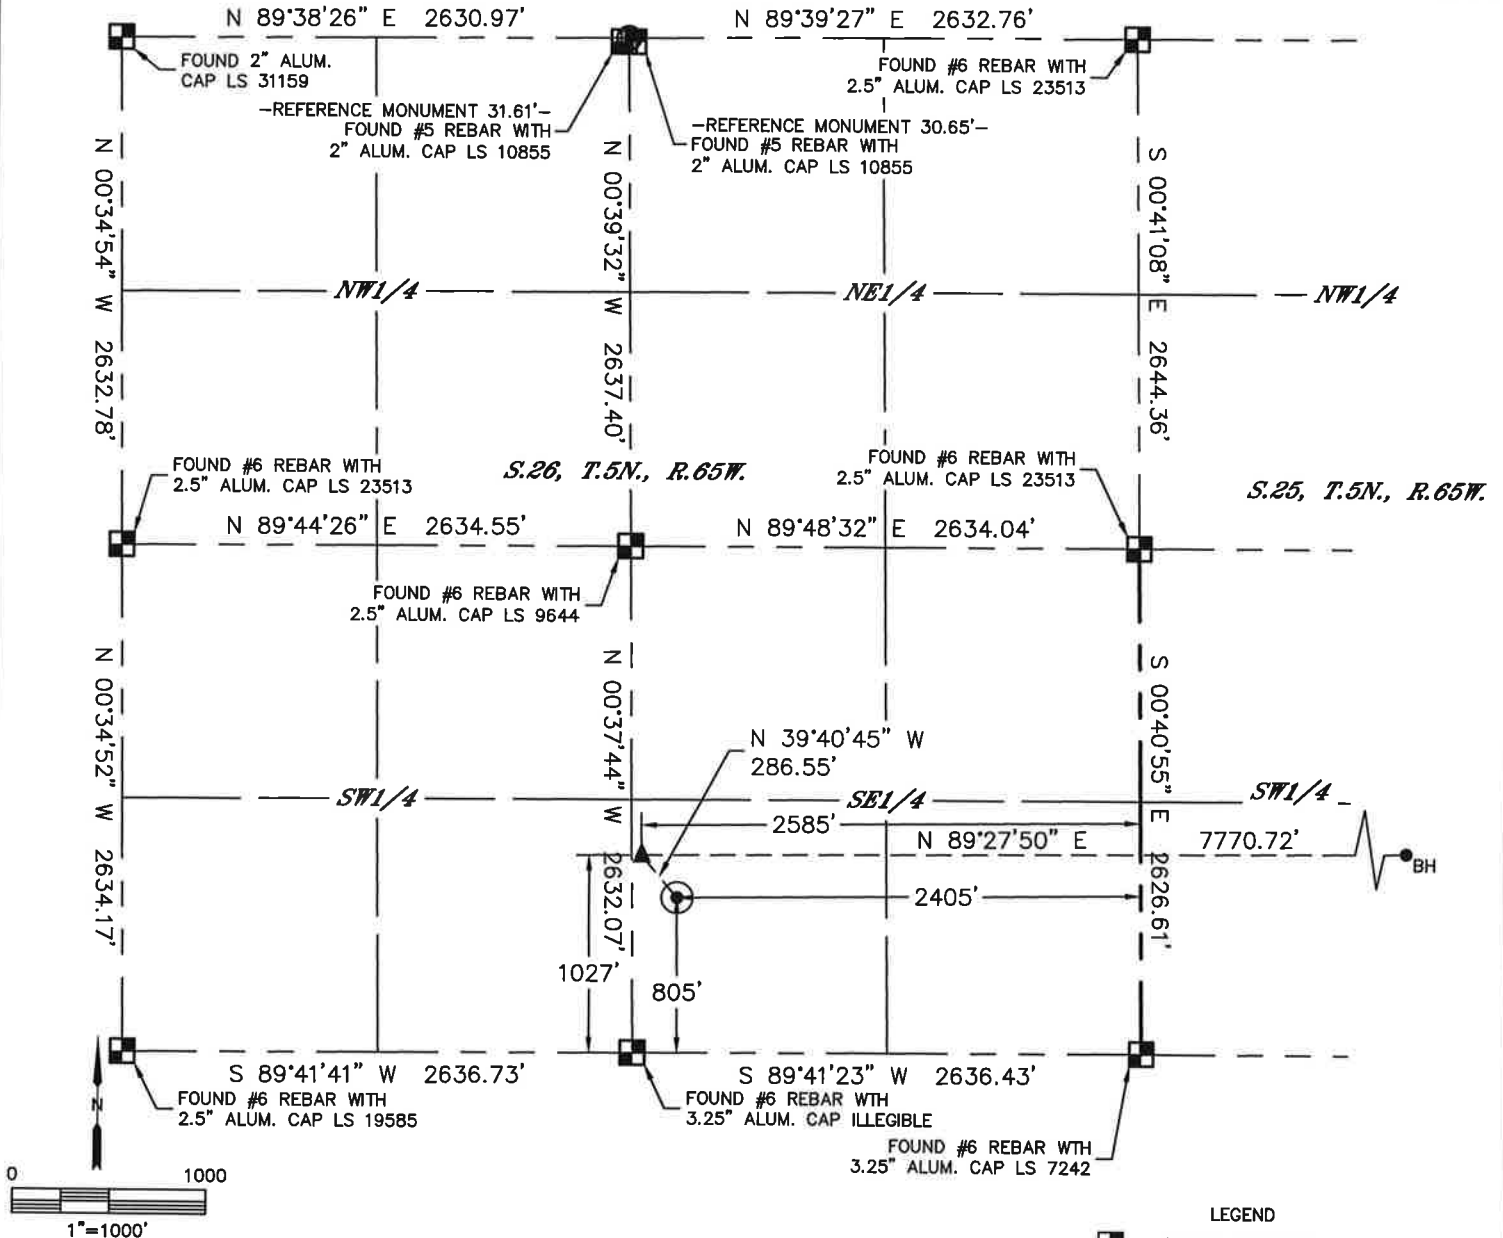 N 89°38'26" E 2630.97'
N 89°39'27" E 2632.76'
FOUND 2" ALUM.
CAP LS 31159
FOUND #6 REBAR WITH
2.5" ALUM. CAP LS 23513
-REFERENCE MONUMENT 31.61'-
FOUND #5 REBAR WITH
2" ALUM. CAP LS 10855
-REFERENCE MONUMENT 30.65'-
FOUND #5 REBAR WITH
2" ALUM. CAP LS 10855
N 00°34'54" W 2632.78'
N 00°39'32" W 2637.40'
S 00°41'08" E 2644.36'
NW1/4
NE1/4
NW1/4
FOUND #6 REBAR WITH
2.5" ALUM. CAP LS 23513
S.26, T.5N., R.65W.
FOUND #6 REBAR WITH
2.5" ALUM. CAP LS 23513
S.25, T.5N., R.65W.
N 89°44'26" E 2634.55'
N 89°48'32" E 2634.04'
FOUND #6 REBAR WITH
2.5" ALUM. CAP LS 9644
N 00°34'52" W 2634.17'
N 00°37'44" W 2632.07'
S 00°40'55" E 2626.61'
N 39°40'45" W
286.55'
SW1/4
SE1/4
SW1/4
2585'
N 89°27'50" E 7770.72'
BH
2405'
1027'
805'
S 89°41'41" W 2636.73'
S 89°41'23" W 2636.43'
FOUND #6 REBAR WITH
2.5" ALUM. CAP LS 19585
FOUND #6 REBAR WTH
3.25" ALUM. CAP ILLEGIBLE
FOUND #6 REBAR WTH
3.25" ALUM. CAP LS 7242
N
0 1000
1"=1000'
LEGEND